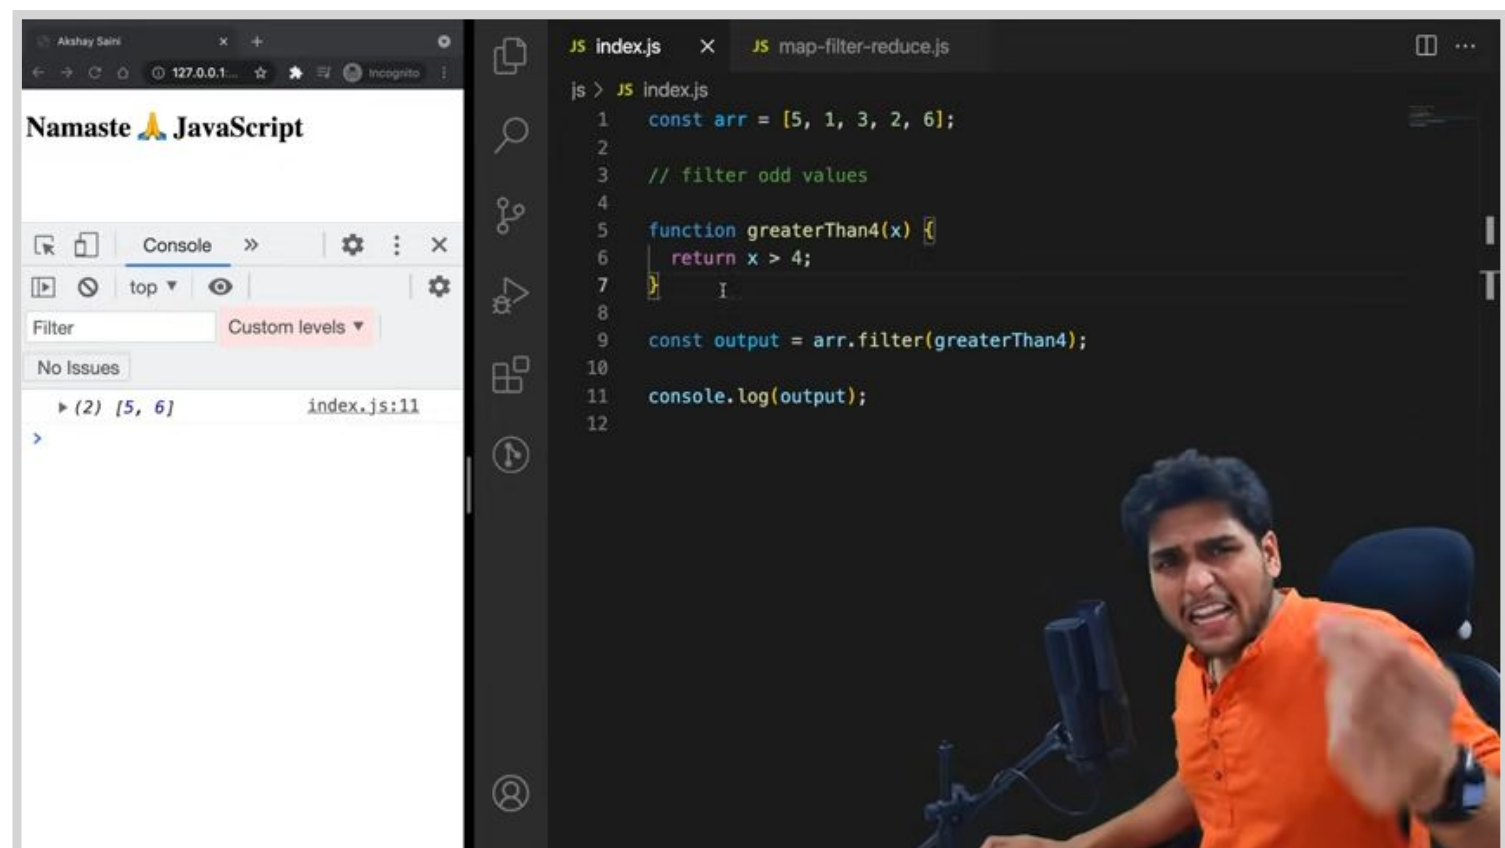 Akshay Saini
127.0.0.1...
Incognito
Namaste 🙏 JavaScript
Console
top
Filter
Custom levels
No Issues
(2) [5, 6]
index.js:11
JS index.js
JS map-filter-reduce.js
js > JS index.js
1 const arr = [5, 1, 3, 2, 6];
2
3 // filter odd values
4
5 function greaterThan4(x) {
6 return x > 4;
7 }
8
9 const output = arr.filter(greaterThan4);
10
11 console.log(output);
12
T